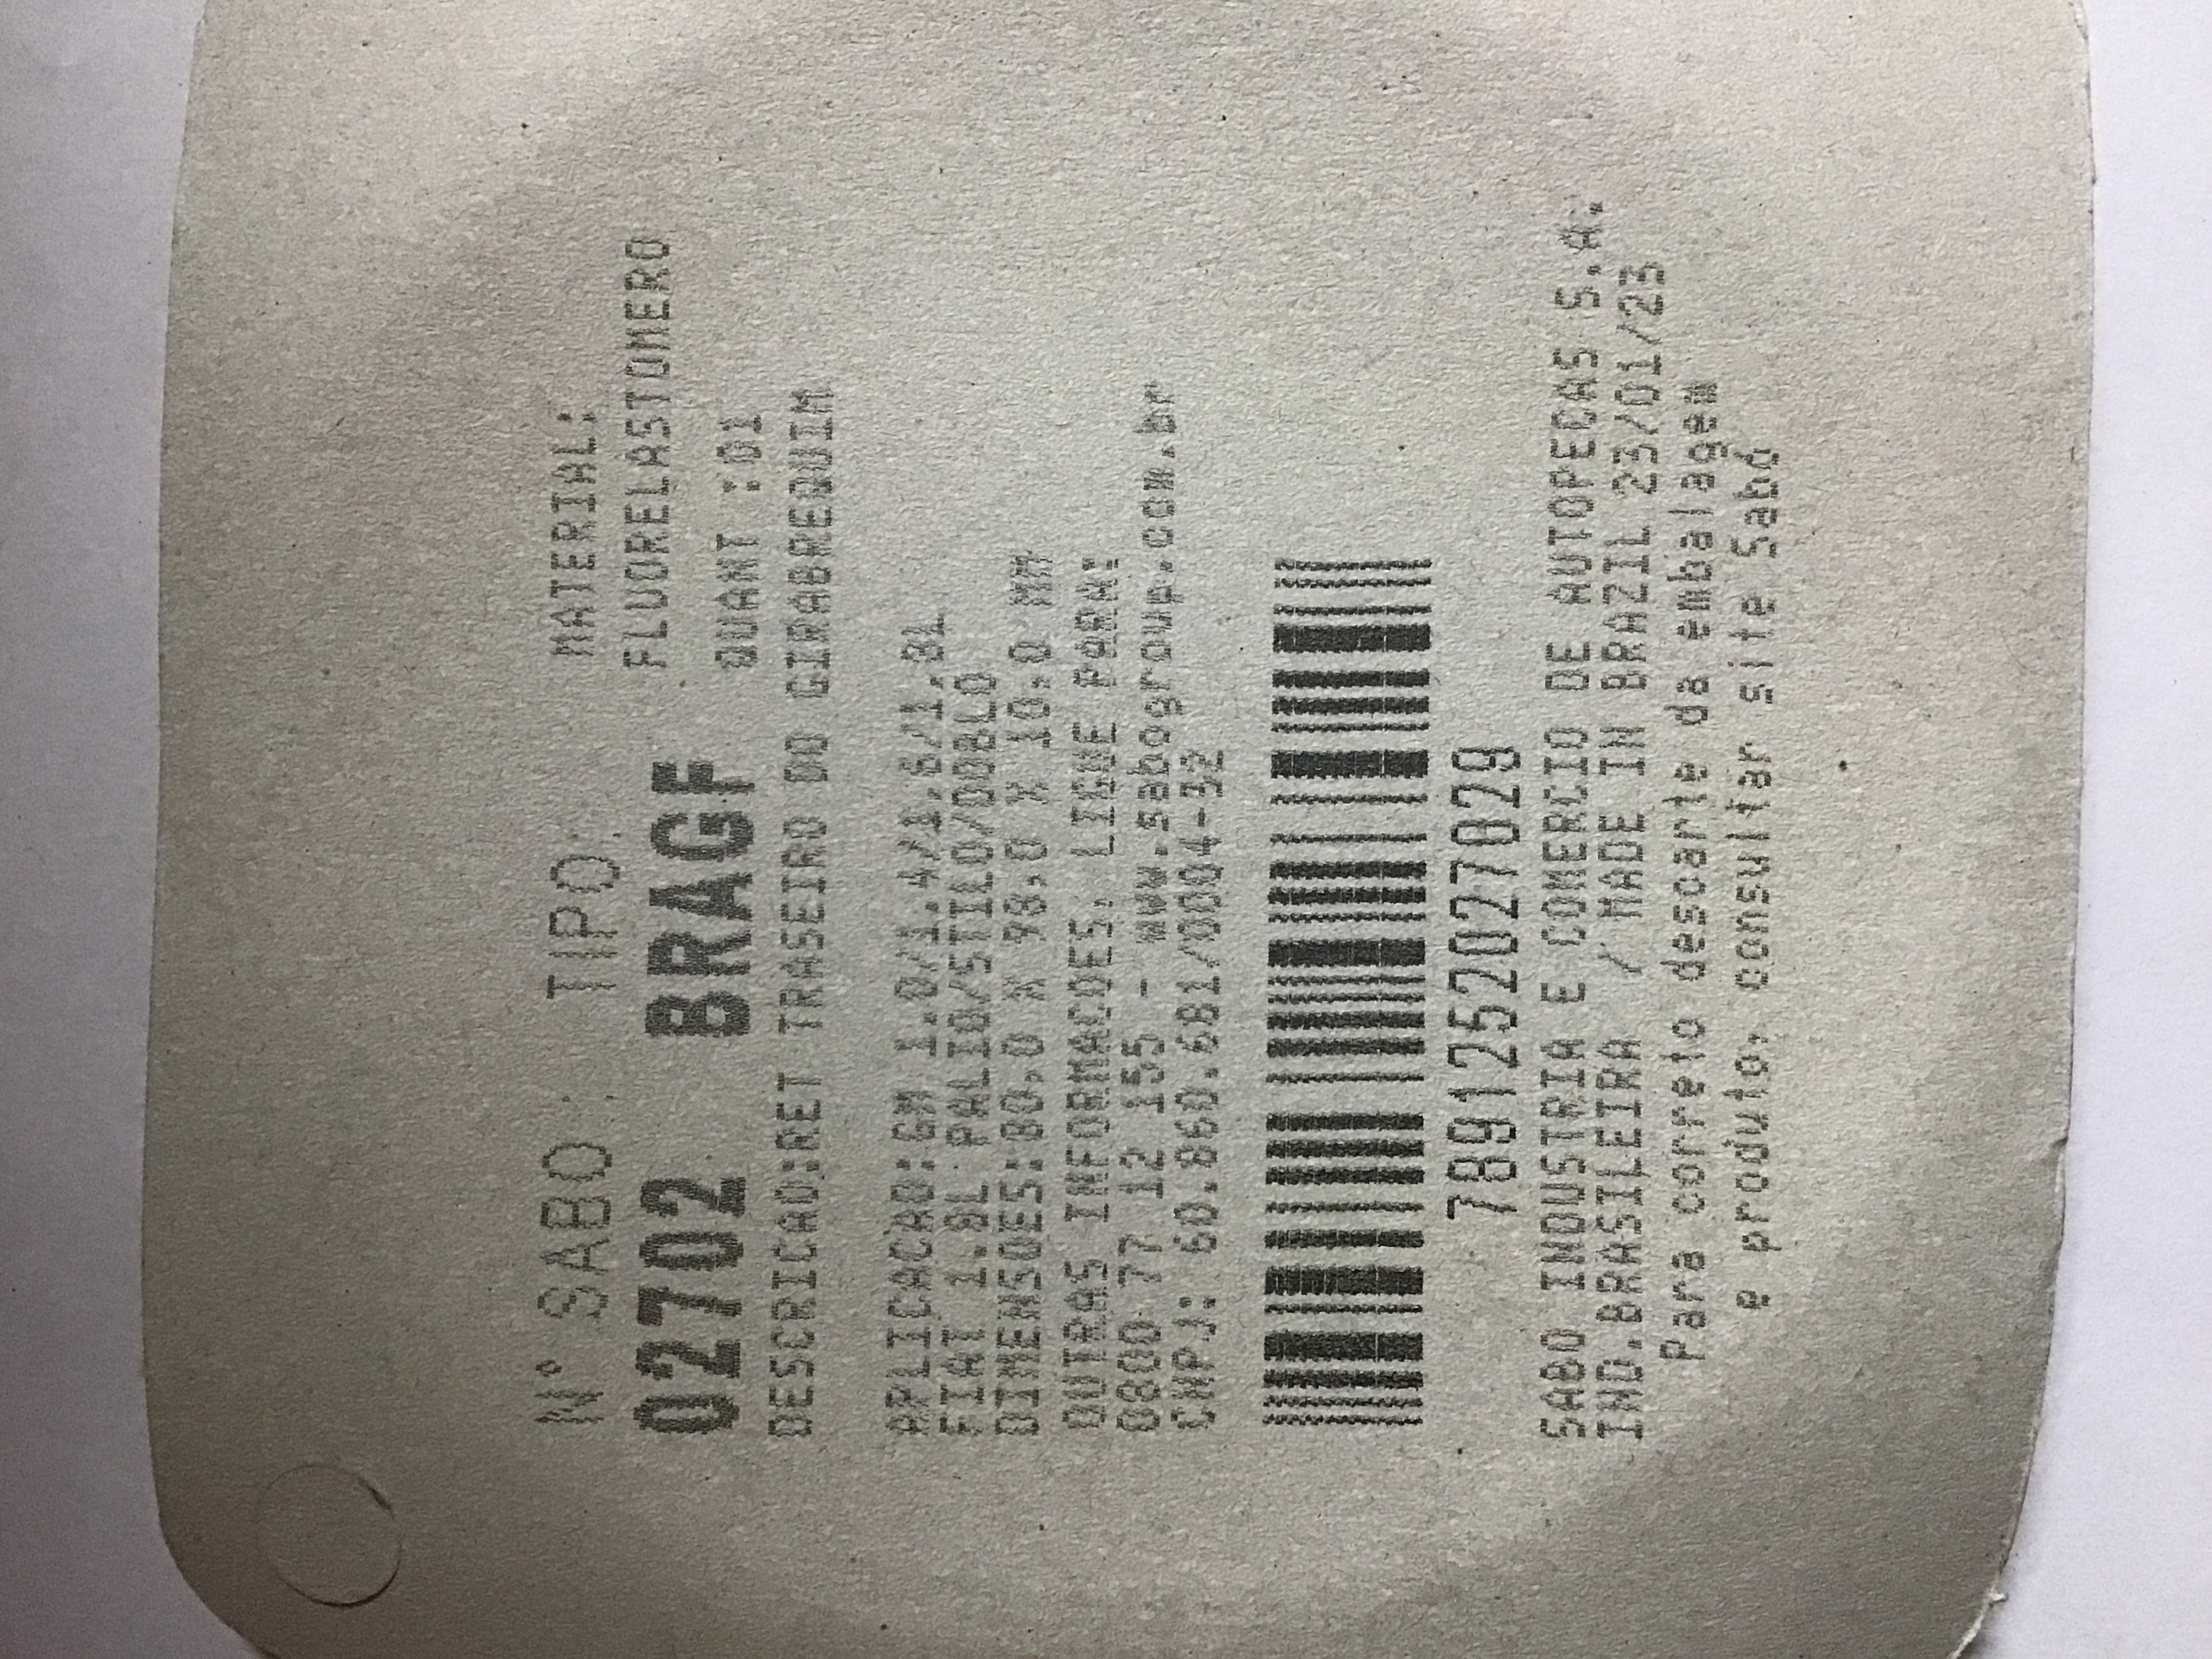 N° SABO: TIPO: MATERIAL:
02702 BRAGF FLUORELASTOMERO
QUANT :01
DESCRICAO:RET TRASEIRO DO GIRABREQUIM
APLICACAO:GM 1.0/1.4/1.6/1.8L
FIAT 1.8L PALIO/STILO/DOBLO
DIMENSOES:80,0 X 98,0 X 10,0 MM
OUTRAS INFORMACOES, LIGUE PARA:
0800 77 12 155 - www.sabogroup.com.br
CNPJ: 60.860.681/0004-32
7891252027029
SABO INDUSTRIA E COMERCIO DE AUTOPECAS S.A.
IND.BRASILEIRA / MADE IN BRAZIL 23/01/23
Para correto descarte da embalagem
e produto, consultar site Sabó